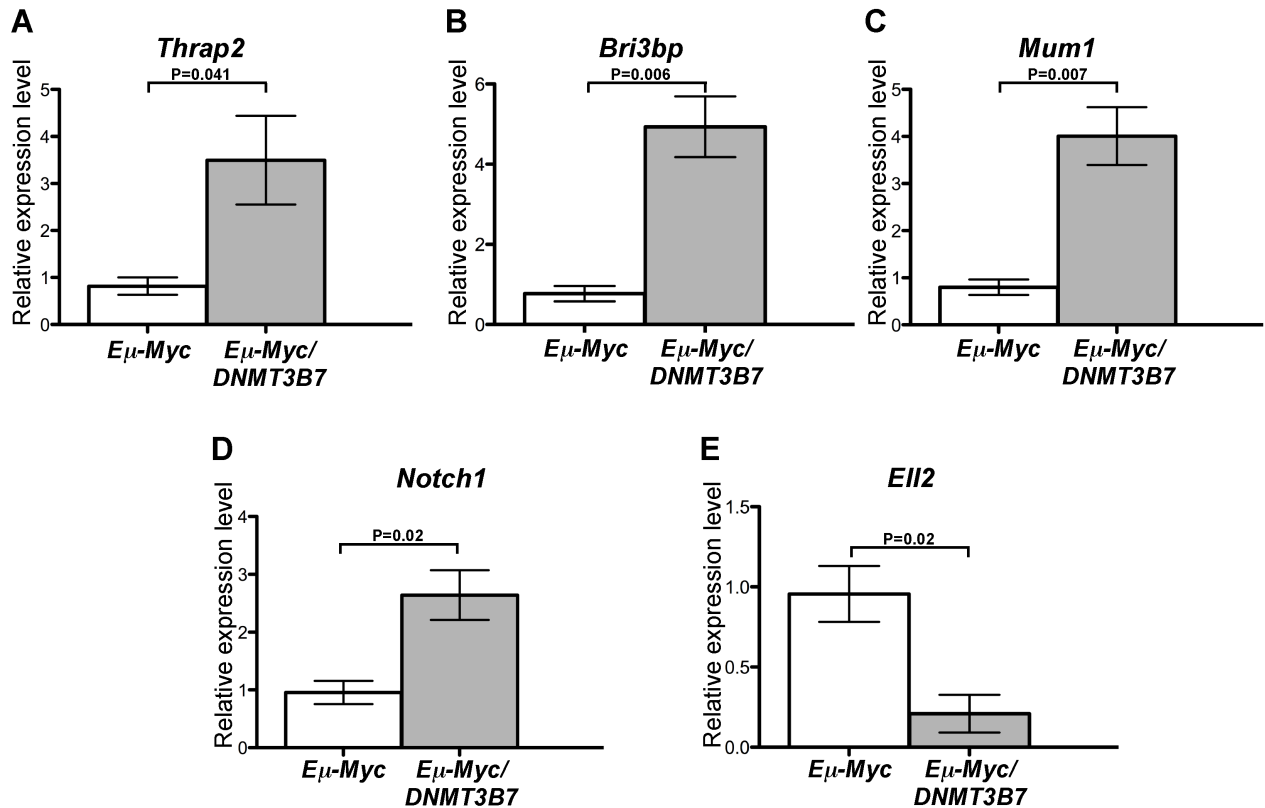 A
Thrap2
P=0.041
Relative expression level
5
4
3
2
1
0
Eμ-Myc
Eμ-Myc/
DNMT3B7
B
Bri3bp
P=0.006
Relative expression level
6
4
2
0
Eμ-Myc
Eμ-Myc/
DNMT3B7
C
Mum1
P=0.007
Relative expression level
5
4
3
2
1
0
Eμ-Myc
Eμ-Myc/
DNMT3B7
D
Notch1
P=0.02
Relative expression level
4
3
2
1
0
Eμ-Myc
Eμ-Myc/
DNMT3B7
E
Ell2
P=0.02
Relative expression level
1.5
1.0
0.5
0.0
Eμ-Myc
Eμ-Myc/
DNMT3B7